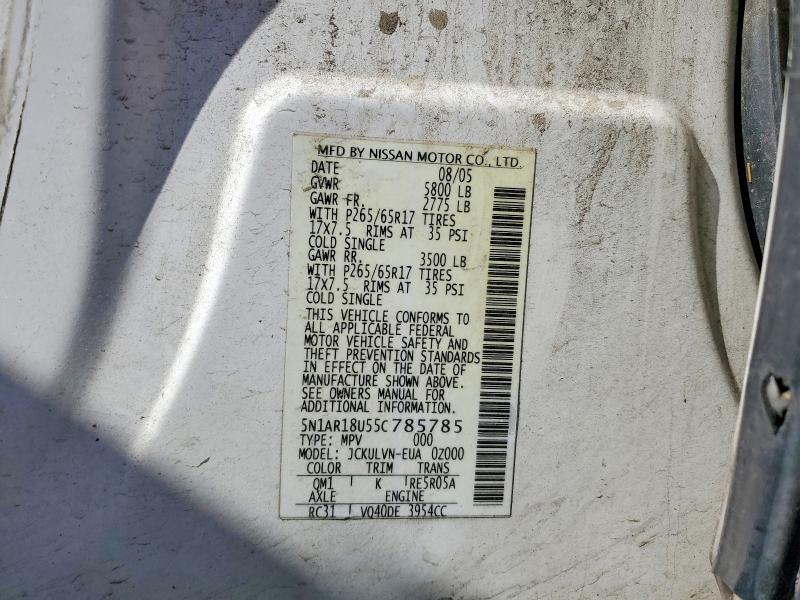 MFD BY NISSAN MOTOR CO., LTD.
DATE 08/05
GVWR 5800 LB
GAWR FR. 2775 LB
WITH P265/65R17 TIRES
17X7.5 RIMS AT 35 PSI
COLD SINGLE
GAWR RR. 3500 LB
WITH P265/65R17 TIRES
17X7.5 RIMS AT 35 PSI
COLD SINGLE
THIS VEHICLE CONFORMS TO
ALL APPLICABLE FEDERAL
MOTOR VEHICLE SAFETY AND
THEFT PREVENTION STANDARDS
IN EFFECT ON THE DATE OF
MANUFACTURE SHOWN ABOVE.
SEE OWNERS MANUAL FOR
ADDITIONAL INFORMATION.
5N1AR18U55C785785
TYPE: MPV 000
MODEL: JCKULVN-EUA 0Z000
COLOR TRIM TRANS
QM1 K RE5R05A
AXLE ENGINE
RC31 VQ40DE 3954CC